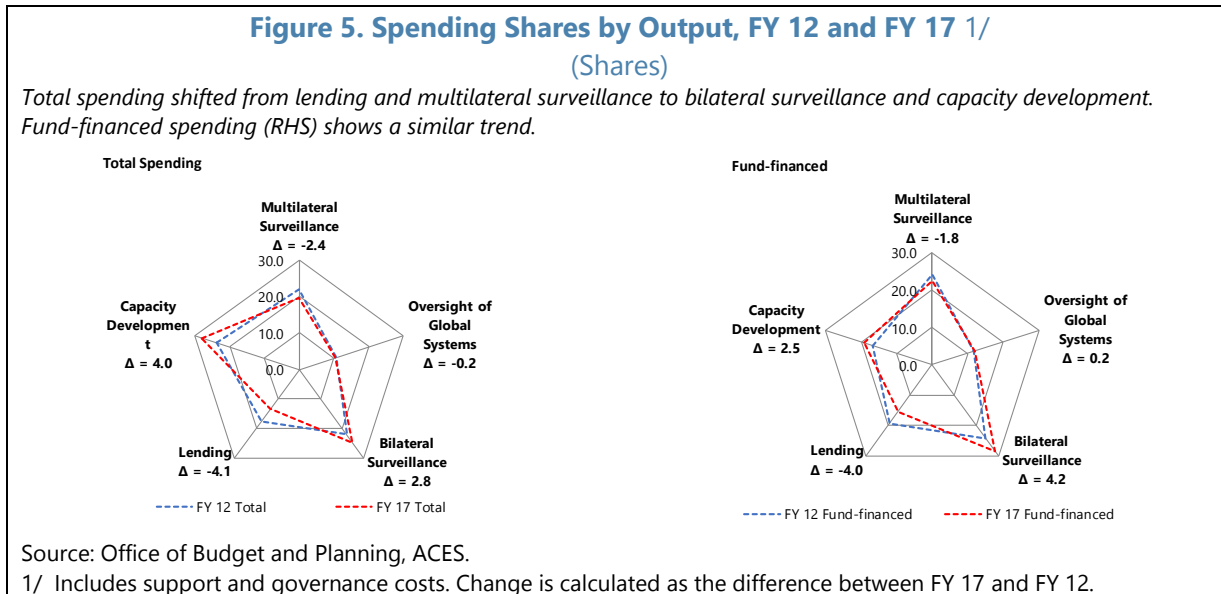 Figure 5. Spending Shares by Output, FY 12 and FY 17 1/
(Shares)
Total spending shifted from lending and multilateral surveillance to bilateral surveillance and capacity development.
Fund-financed spending (RHS) shows a similar trend.
Total Spending
Multilateral
Surveillance
Δ = -2.4
30.0
20.0
10.0
0.0
Oversight of
Global
Systems
Δ = -0.2
Bilateral
Surveillance
Δ = 2.8
Lending
Δ = -4.1
Capacity
Developmen
t
Δ = 4.0
FY 12 Total
FY 17 Total
Fund-financed
Multilateral
Surveillance
Δ = -1.8
30.0
20.0
10.0
0.0
Oversight of
Global
Systems
Δ = 0.2
Bilateral
Surveillance
Δ = 4.2
Lending
Δ = -4.0
Capacity
Development
Δ = 2.5
FY 12 Fund-financed
FY 17 Fund-financed
Source: Office of Budget and Planning, ACES.
1/ Includes support and governance costs. Change is calculated as the difference between FY 17 and FY 12.